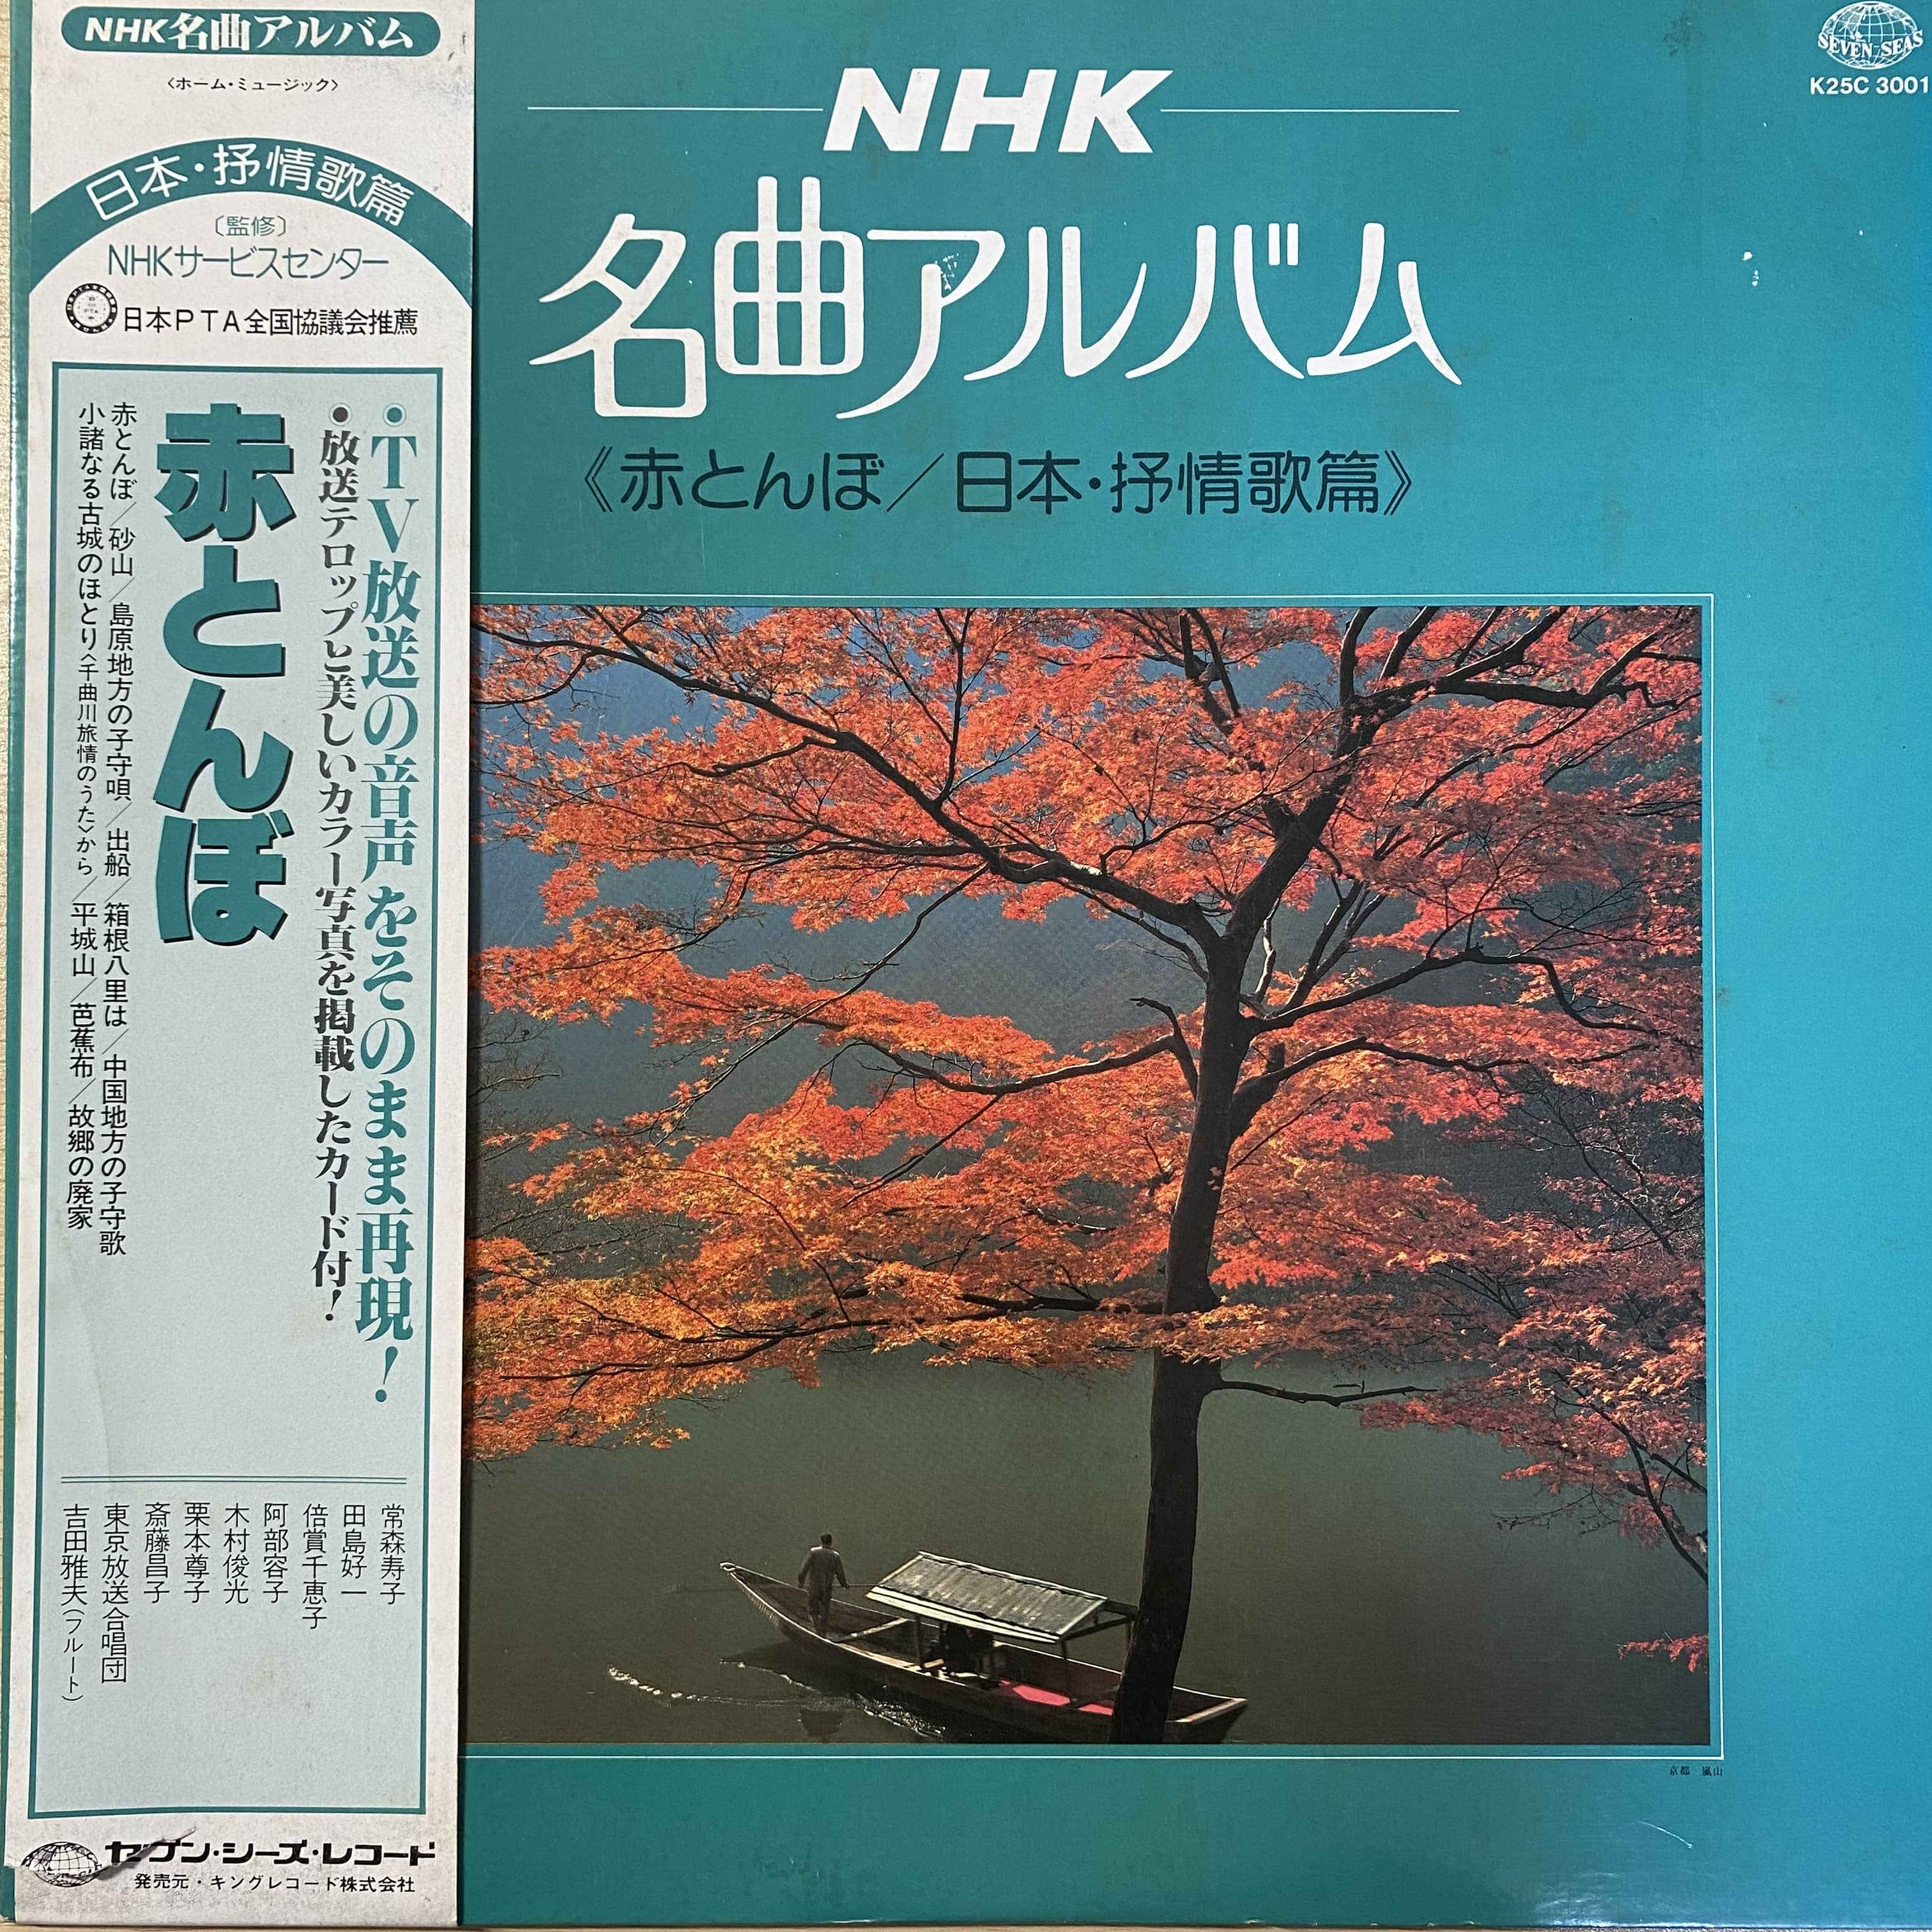 NHK名曲アルバム
〈ホーム・ミュージック〉
日本・抒情歌篇
〔監修〕
NHKサービスセンター
日本PTA全国協議会推薦
●TV放送の音声をそのまま再現!
●放送テロップと美しいカラー写真を掲載したカード付!
赤とんぼ
赤とんぼ/砂山/島原地方の子守唄/出船/箱根八里は/中国地方の子守歌
小諸なる古城のほとり〈千曲川旅情のうた〉から/平城山/芭蕉布/故郷の廃家
常森寿子
田島好一
倍賞千恵子
阿部容子
木村俊光
栗本尊子
斎藤昌子
東京放送合唱団
吉田雅夫(フルート)
セブン・シーズ・レコード
発売元・キングレコード株式会社
SEVEN SEAS
K25C 3001
NHK
名曲アルバム
《赤とんぼ/日本・抒情歌篇》
京都 嵐山